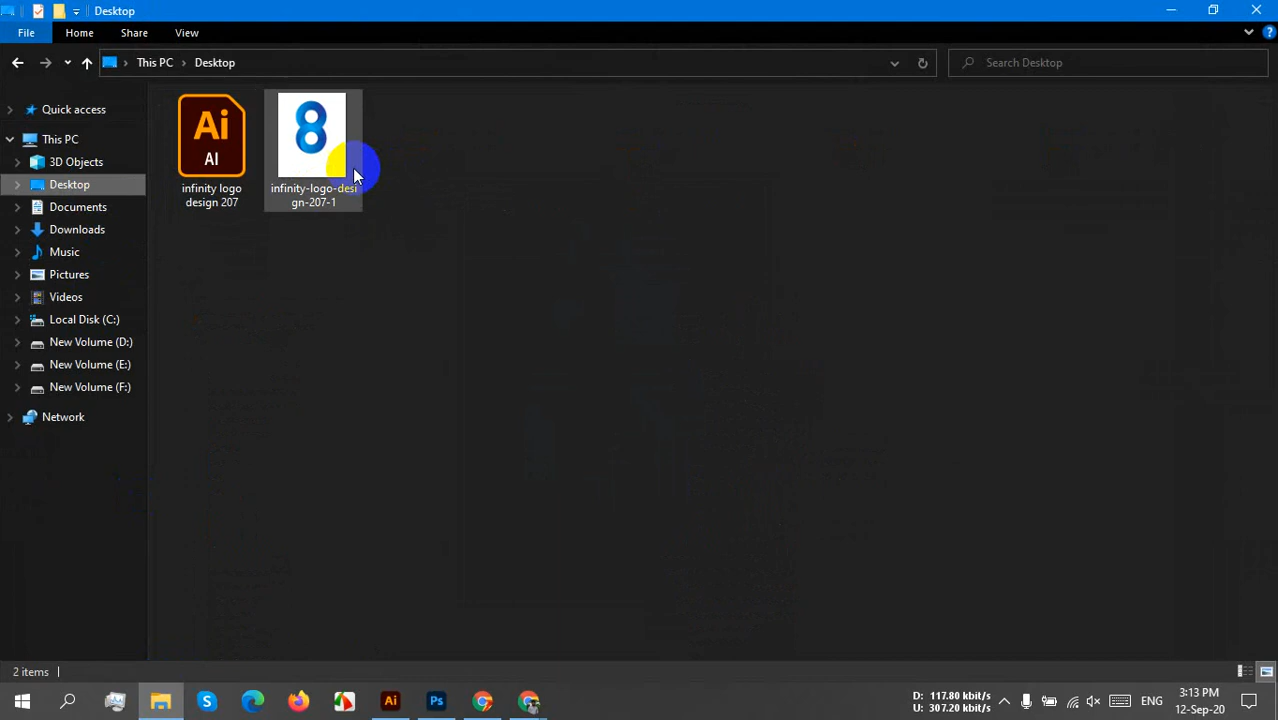 Desktop
File Home Share View
This PC Desktop Search Desktop
Quick access
This PC
3D Objects
Desktop
Documents
Downloads
Music
Pictures
Videos
Local Disk (C:)
New Volume (D:)
New Volume (E:)
New Volume (F:)
Network
Ai
AI
infinity logo
design 207
8
infinity-logo-desi
gn-207-1
2 items
S
Ai
Ps
D: 117.80 kbit/s
U: 307.20 kbit/s
ENG
3:13 PM
12-Sep-20